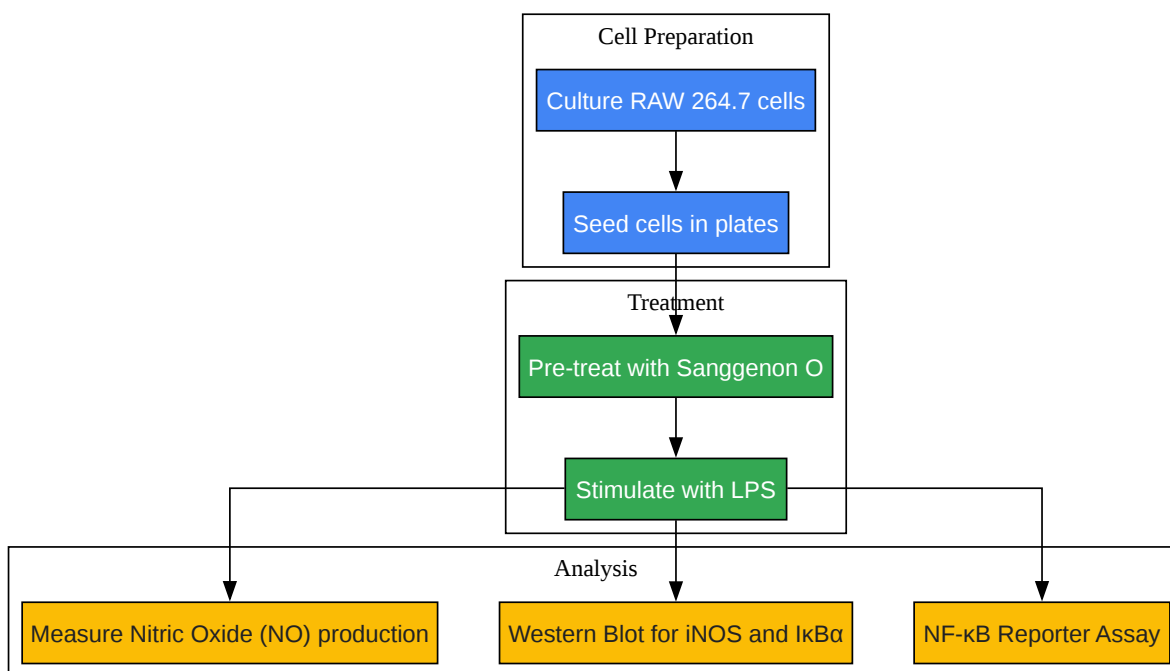 Cell Preparation
Culture RAW 264.7 cells
Seed cells in plates
Treatment
Pre-treat with Sanggenon O
Stimulate with LPS
Analysis
Measure Nitric Oxide (NO) production
Western Blot for iNOS and IκBα
NF-κB Reporter Assay